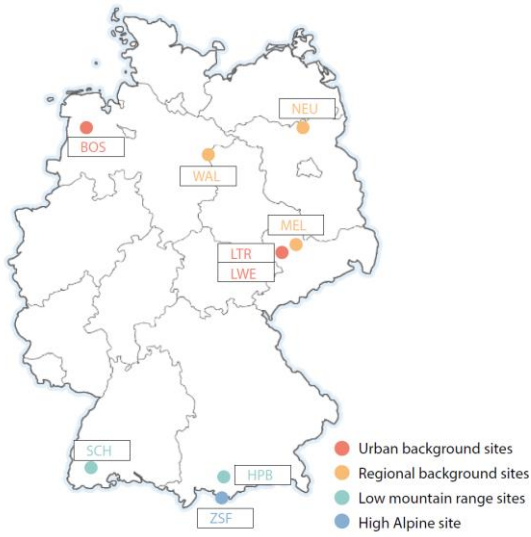 NEU
BOS
WAL
MEL
LTR
LWE
SCH
HPB
ZSF
Urban background sites
Regional background sites
Low mountain range sites
High Alpine site